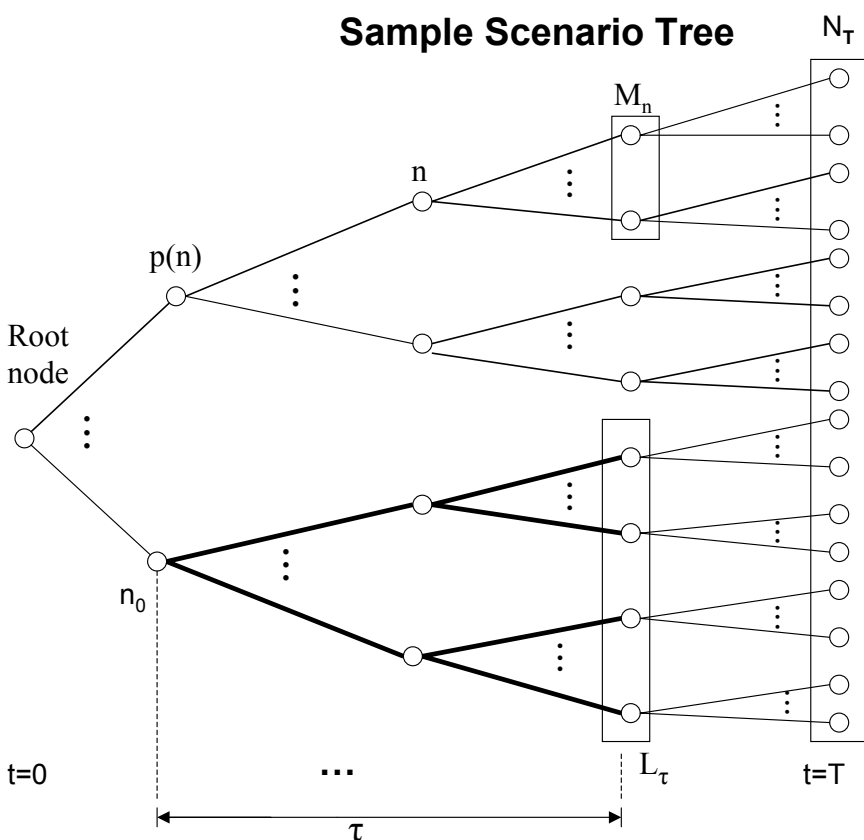 Sample Scenario Tree
N_T
M_n
n
p(n)
Root
node
n_0
t=0
...
L_τ
t=T
τ